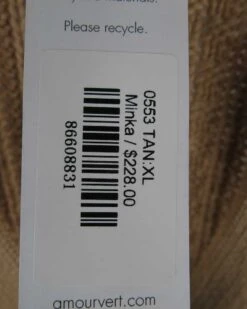 Please recycle.
0553 TAN:XL
Minka / $228.00
86608831
amourvert.com